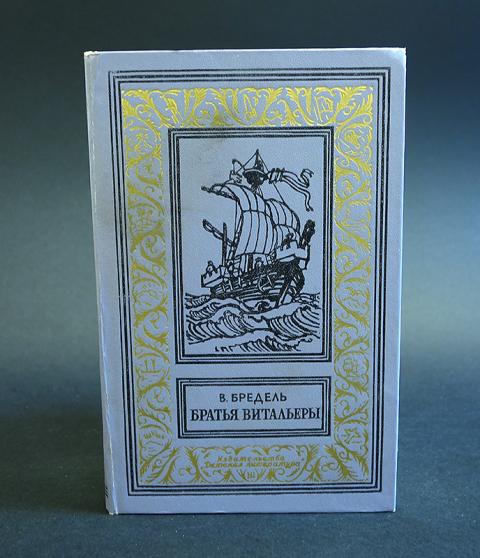 В. БРЕДЕЛЬ
БРАТЬЯ ВИТАЛЬЕРЫ
Издательство
Детская литература